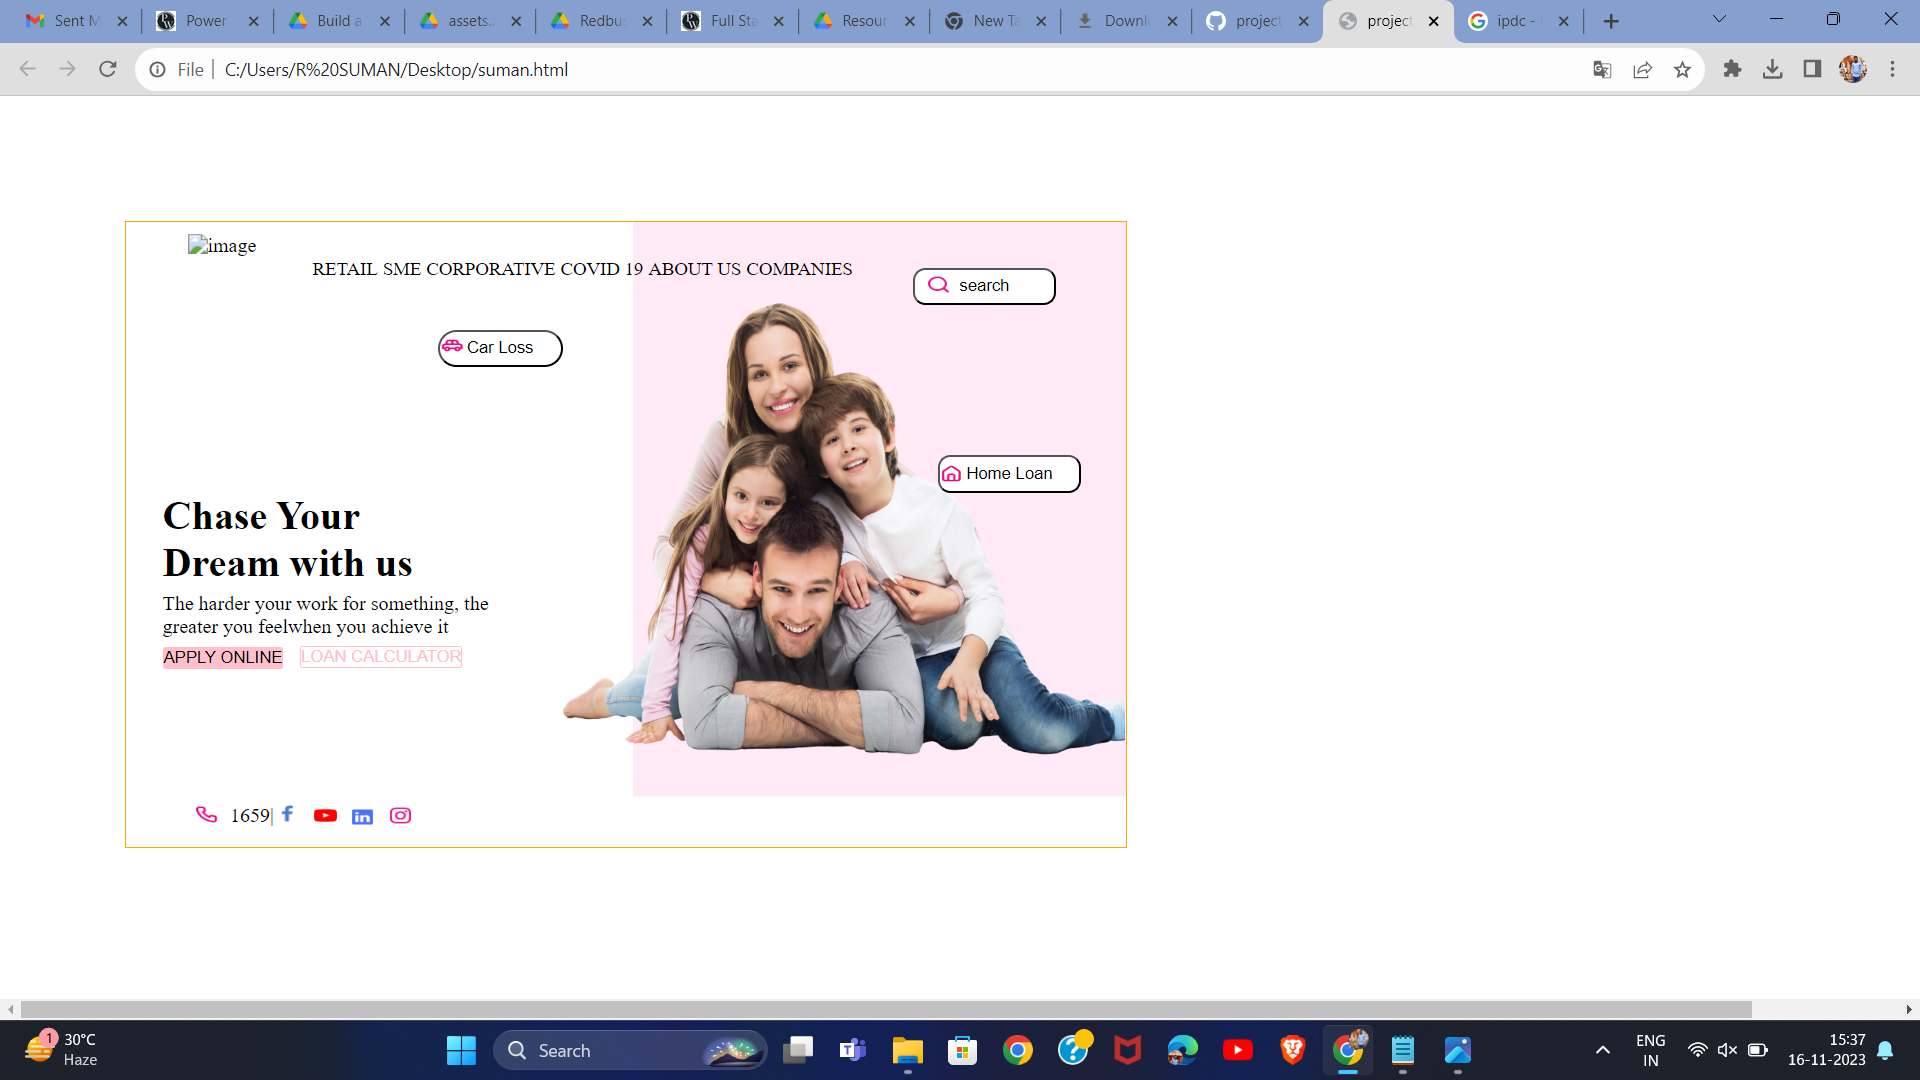 Sent M
Power
Build a
assets.
Redbu
Full Sta
Resour
New Ta
Downl
project
project
ipdc -
File
C:/Users/R%20SUMAN/Desktop/suman.html
image
RETAIL SME CORPORATIVE COVID 19 ABOUT US COMPANIES
search
Car Loss
Home Loan
Chase Your
Dream with us
The harder your work for something, the
greater you feelwhen you achieve it
APPLY ONLINE
LOAN CALCULATOR
1659|
1
30°C
Haze
Search
ENG
IN
15:37
16-11-2023